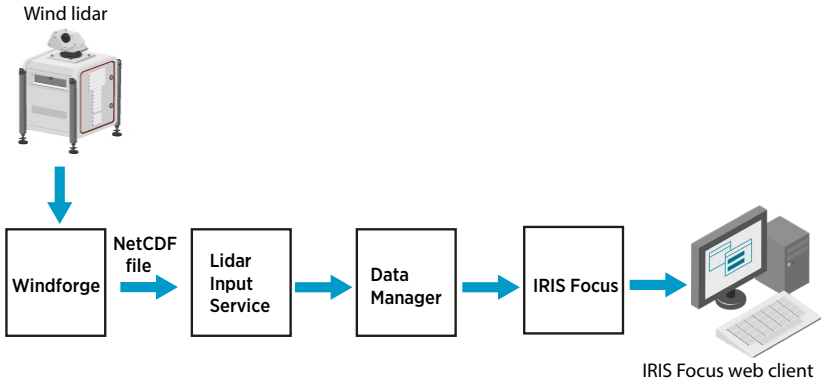 Wind lidar
Windforge
NetCDF
file
Lidar
Input
Service
Data
Manager
IRIS Focus
IRIS Focus web client